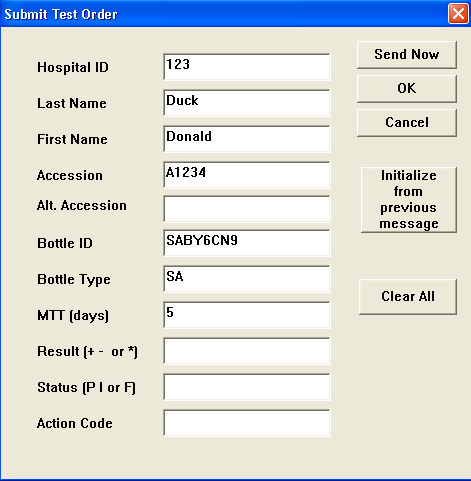 Submit Test Order
Hospital ID 123
Last Name Duck
First Name Donald
Accession A1234
Alt. Accession
Bottle ID SABY6CN9
Bottle Type SA
MTT (days) 5
Result (+ - or *)
Status (P I or F)
Action Code
Send Now
OK
Cancel
Initialize
from
previous
message
Clear All